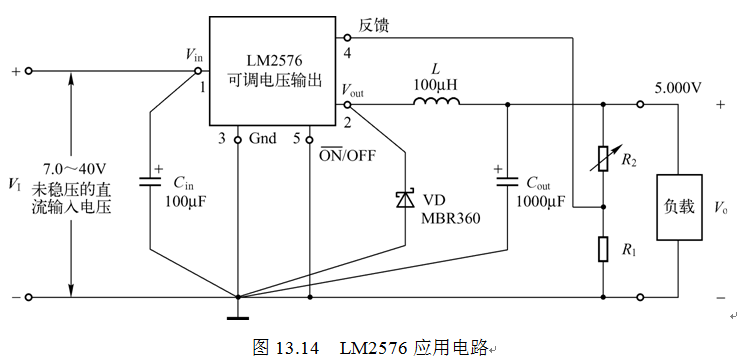 反馈
LM2576
可调电压输出
Vin
1
4
Vout
2
L
100μH
5.000V
+
+
3
Gnd
5
ON/OFF
7.0～40V
VI
未稳压的直
流输入电压
+
Cin
100μF
VD
MBR360
+
Cout
1000μF
R2
R1
负载
Vo
−
−
图 13.14 LM2576 应用电路